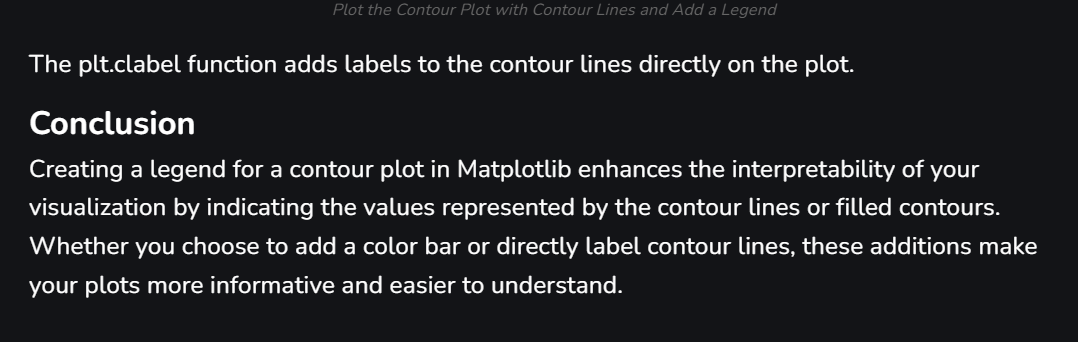 Plot the Contour Plot with Contour Lines and Add a Legend
The plt.clabel function adds labels to the contour lines directly on the plot.
Conclusion
Creating a legend for a contour plot in Matplotlib enhances the interpretability of your
visualization by indicating the values represented by the contour lines or filled contours.
Whether you choose to add a color bar or directly label contour lines, these additions make
your plots more informative and easier to understand.